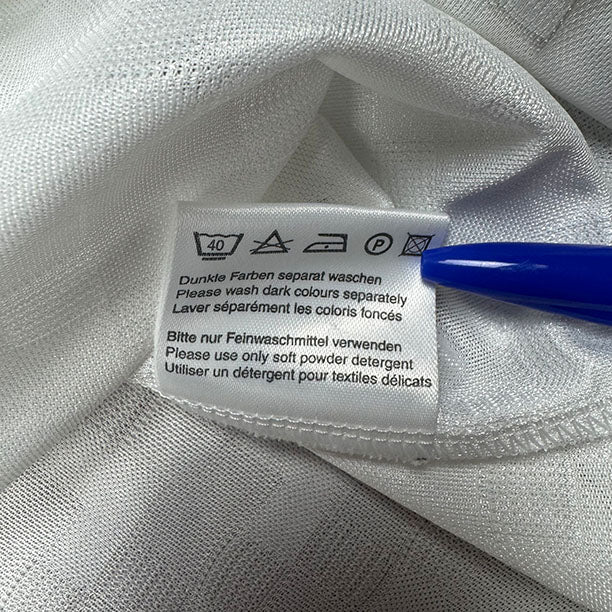 40 P
Dunkle Farben separat waschen
Please wash dark colours separately
Laver séparément les coloris foncés
Bitte nur Feinwaschmittel verwenden
Please use only soft powder detergent
Utiliser un détergent pour textiles délicats